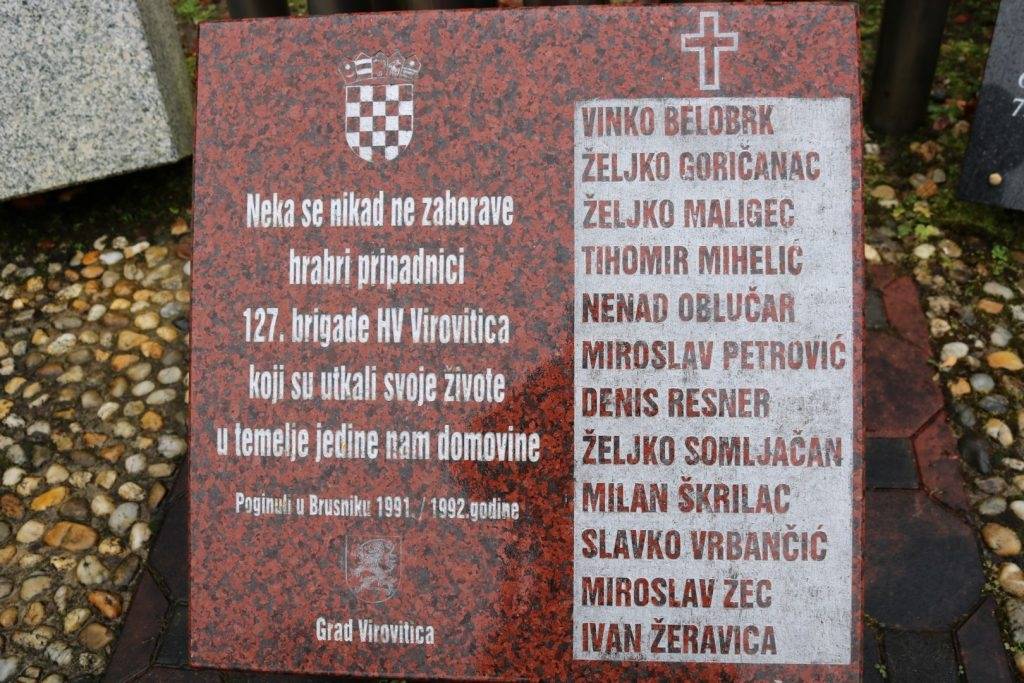 Neka se nikad ne zaborave
hrabri pripadnici
127. brigade HV Virovitica
koji su utkali svoje živote
u temelje jedine nam domovine
Poginuli u Brusniku 1991. / 1992.godine
Grad Virovitica
VINKO BELOBRK
ŽELJKO GORIČANAC
ŽELJKO MALIGEC
TIHOMIR MIHELIĆ
NENAD OBLUČAR
MIROSLAV PETROVIĆ
DENIS RESNER
ŽELJKO SOMLJAČAN
MILAN ŠKRILAC
SLAVKO VRBANČIĆ
MIROSLAV ZEC
IVAN ŽERAVICA